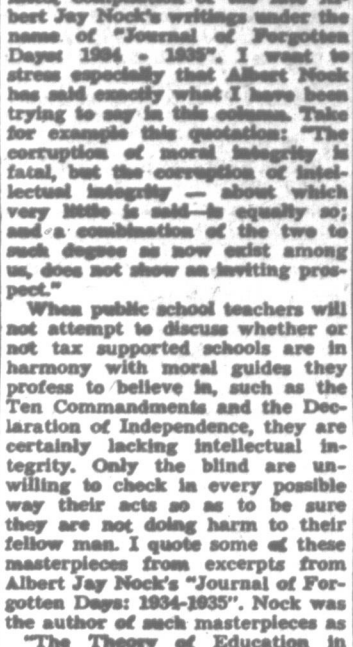 bert Jay Nock's writings under the
name of "Journal of Forgotten
Days: 1934 - 1935". I want to
stress especially that Albert Nock
has said exactly what I have been
trying to say in this column. Take
for example this quotation: "The
corruption of moral integrity is
fatal, but the corruption of intel-
lectual integrity — about which
very little is said—is equally so;
and a combination of the two to
such degree as now exist among
us, does not show an inviting pros-
pect."
When public school teachers will
not attempt to discuss whether or
not tax supported schools are in
harmony with moral guides they
profess to believe in, such as the
Ten Commandments and the Dec-
laration of Independence, they are
certainly lacking intellectual in-
tegrity. Only the blind are un-
willing to check in every possible
way their acts so as to be sure
they are not doing harm to their
fellow man. I quote some of these
masterpieces from excerpts from
Albert Jay Nock's "Journal of For-
gotten Days: 1934-1935". Nock was
the author of such masterpieces as
"The Theory of Education in